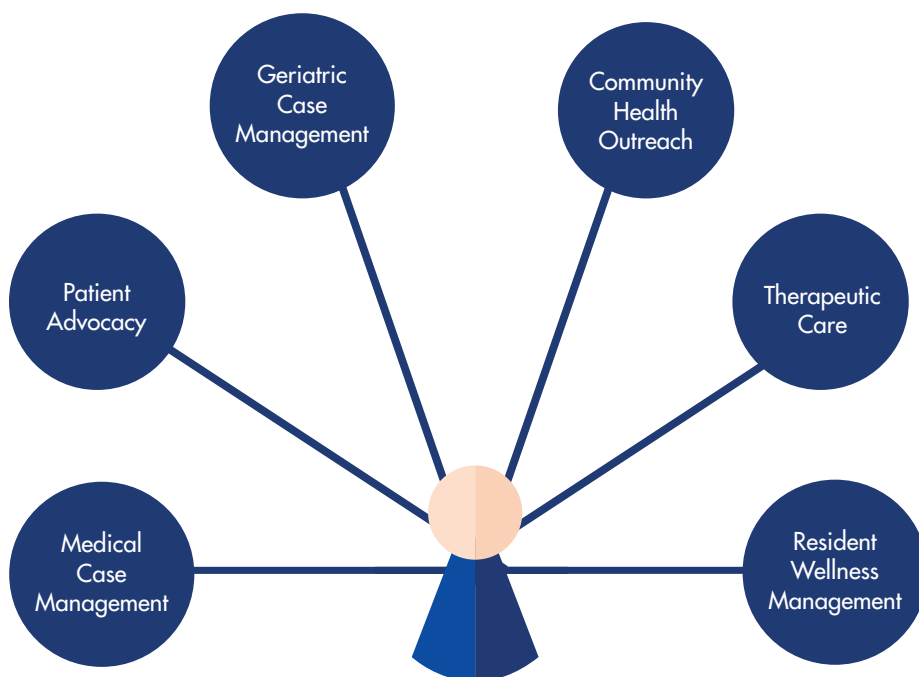 Geriatric
Case
Management
Community
Health
Outreach
Patient
Advocacy
Therapeutic
Care
Medical
Case
Management
Resident
Wellness
Management